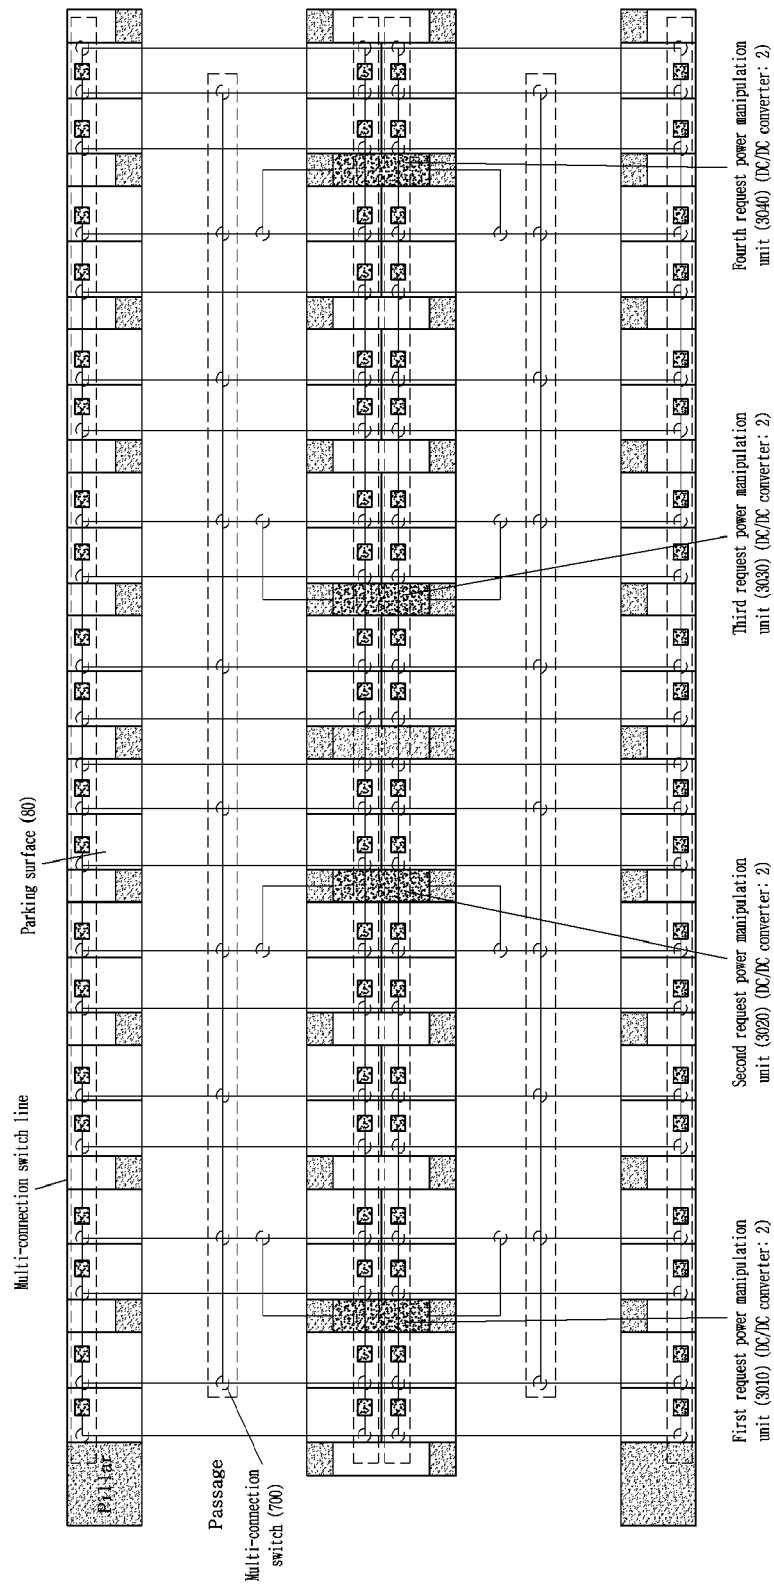 Multi-connection switch line
Parking surface (80)
Pillar
Passage
Multi-connection
switch (700)
First request power manipulation
unit (3010) (DC/DC converter: 2)
Second request power manipulation
unit (3020) (DC/DC converter: 2)
Third request power manipulation
unit (3030) (DC/DC converter: 2)
Fourth request power manipulation
unit (3040) (DC/DC converter: 2)